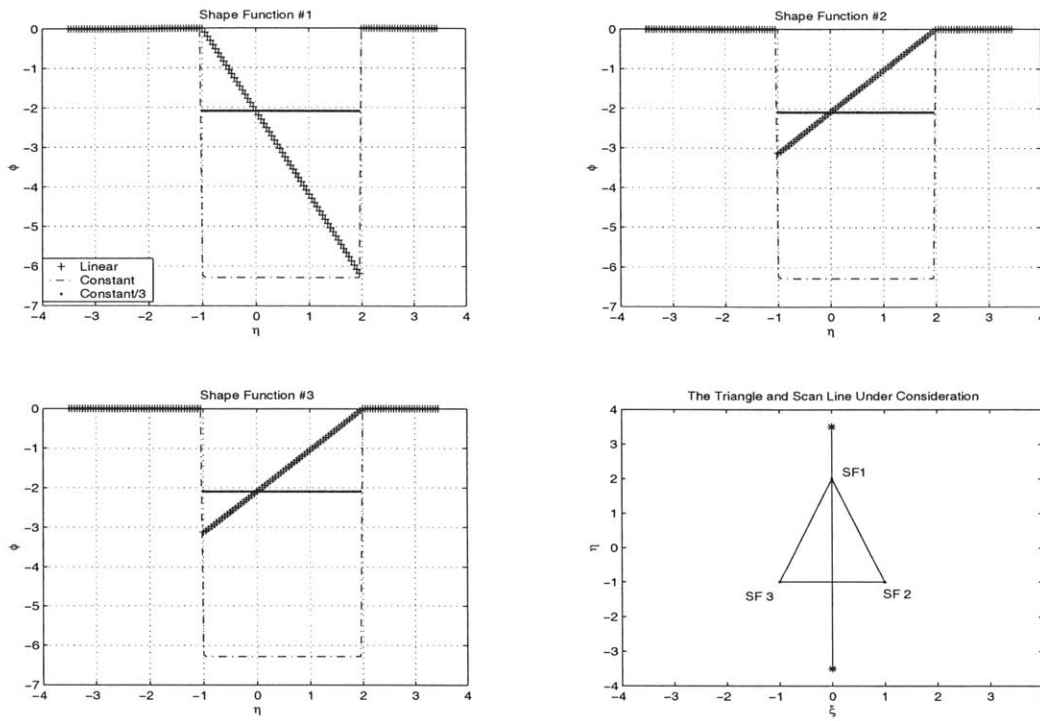 Shape Function #1
0
−1
−2
−3
−4
−5
−6
−7
ϕ
−4 −3 −2 −1 0 1 2 3 4
η
+ Linear
Constant
Constant/3
Shape Function #2
0
−1
−2
−3
−4
−5
−6
−7
ϕ
−4 −3 −2 −1 0 1 2 3 4
η
Shape Function #3
0
−1
−2
−3
−4
−5
−6
−7
ϕ
−4 −3 −2 −1 0 1 2 3 4
η
The Triangle and Scan Line Under Consideration
4
3
2
1
0
−1
−2
−3
−4
η
SF1
SF 3
SF 2
−4 −3 −2 −1 0 1 2 3 4
ξ